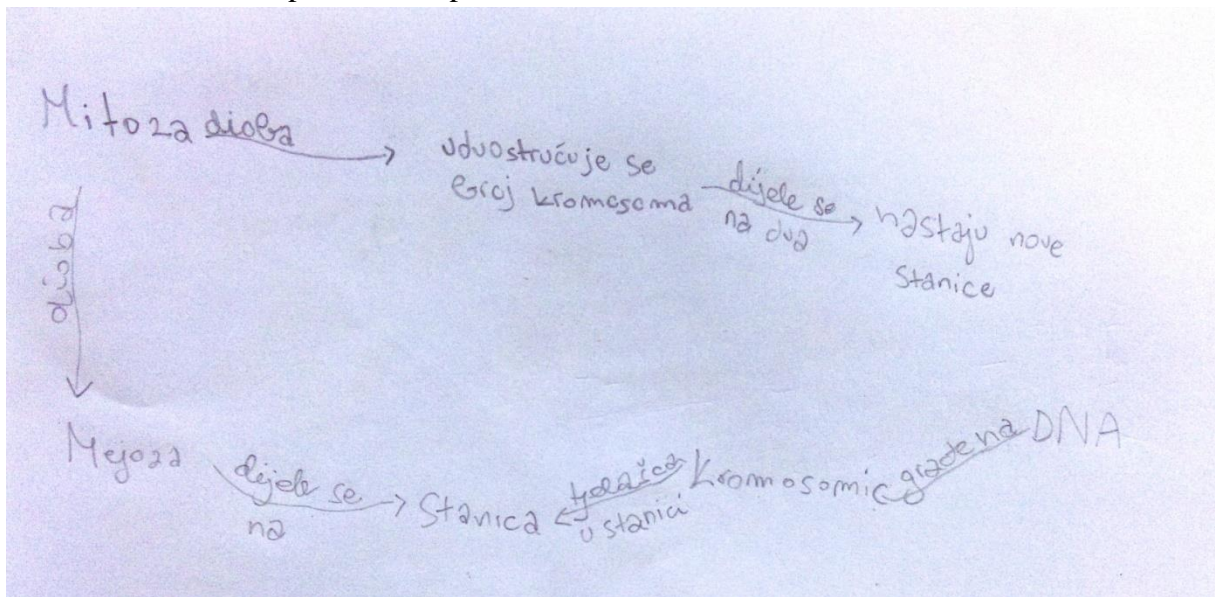 Mitoza dioba
udvostručuje se
broj kromosoma
dijele se
na dva
nastaju nove
stanice
dioba
Mejoza
dijele se
na
Stanica
tjelašca
u stanici
Kromosomi
građena
DNA